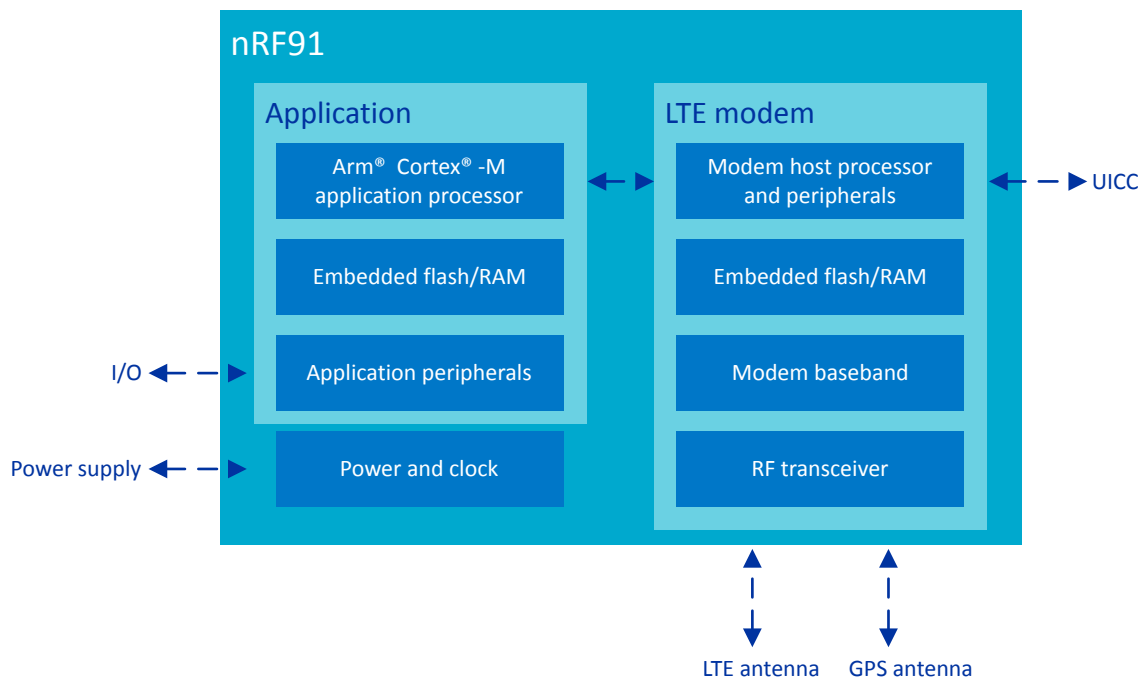 nRF91
Application
Arm® Cortex® -M
application processor
Embedded flash/RAM
Application peripherals
Power and clock
LTE modem
Modem host processor
and peripherals
Embedded flash/RAM
Modem baseband
RF transceiver
I/O
Power supply
UICC
LTE antenna
GPS antenna